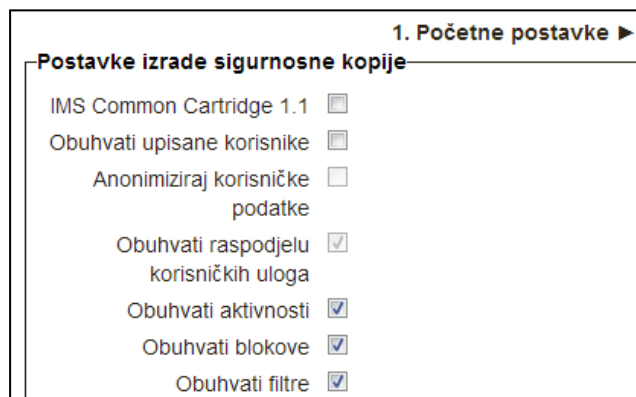 1. Početne postavke ►
Postavke izrade sigurnosne kopije
IMS Common Cartridge 1.1
Obuhvati upisane korisnike
Anonimiziraj korisničke
podatke
Obuhvati raspodjelu
korisničkih uloga
Obuhvati aktivnosti
Obuhvati blokove
Obuhvati filtre